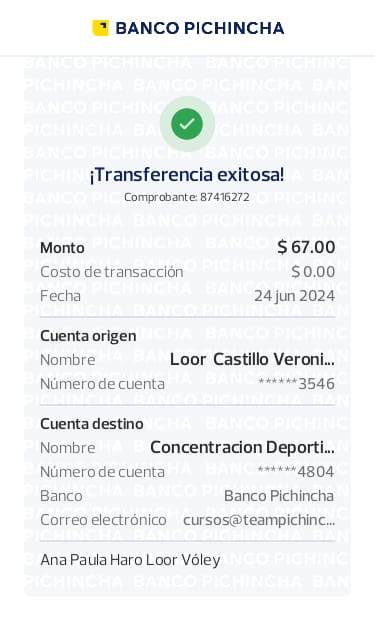 BANCO PICHINCHA
¡Transferencia exitosa!
Comprobante: 87416272
Monto $ 67.00
Costo de transacción $ 0.00
Fecha 24 jun 2024
Cuenta origen
Nombre Loor Castillo Veroni...
Número de cuenta ******3546
Cuenta destino
Nombre Concentracion Deporti...
Número de cuenta ******4804
Banco Banco Pichincha
Correo electrónico cursos@teampichinc...
Ana Paula Haro Loor Vóley